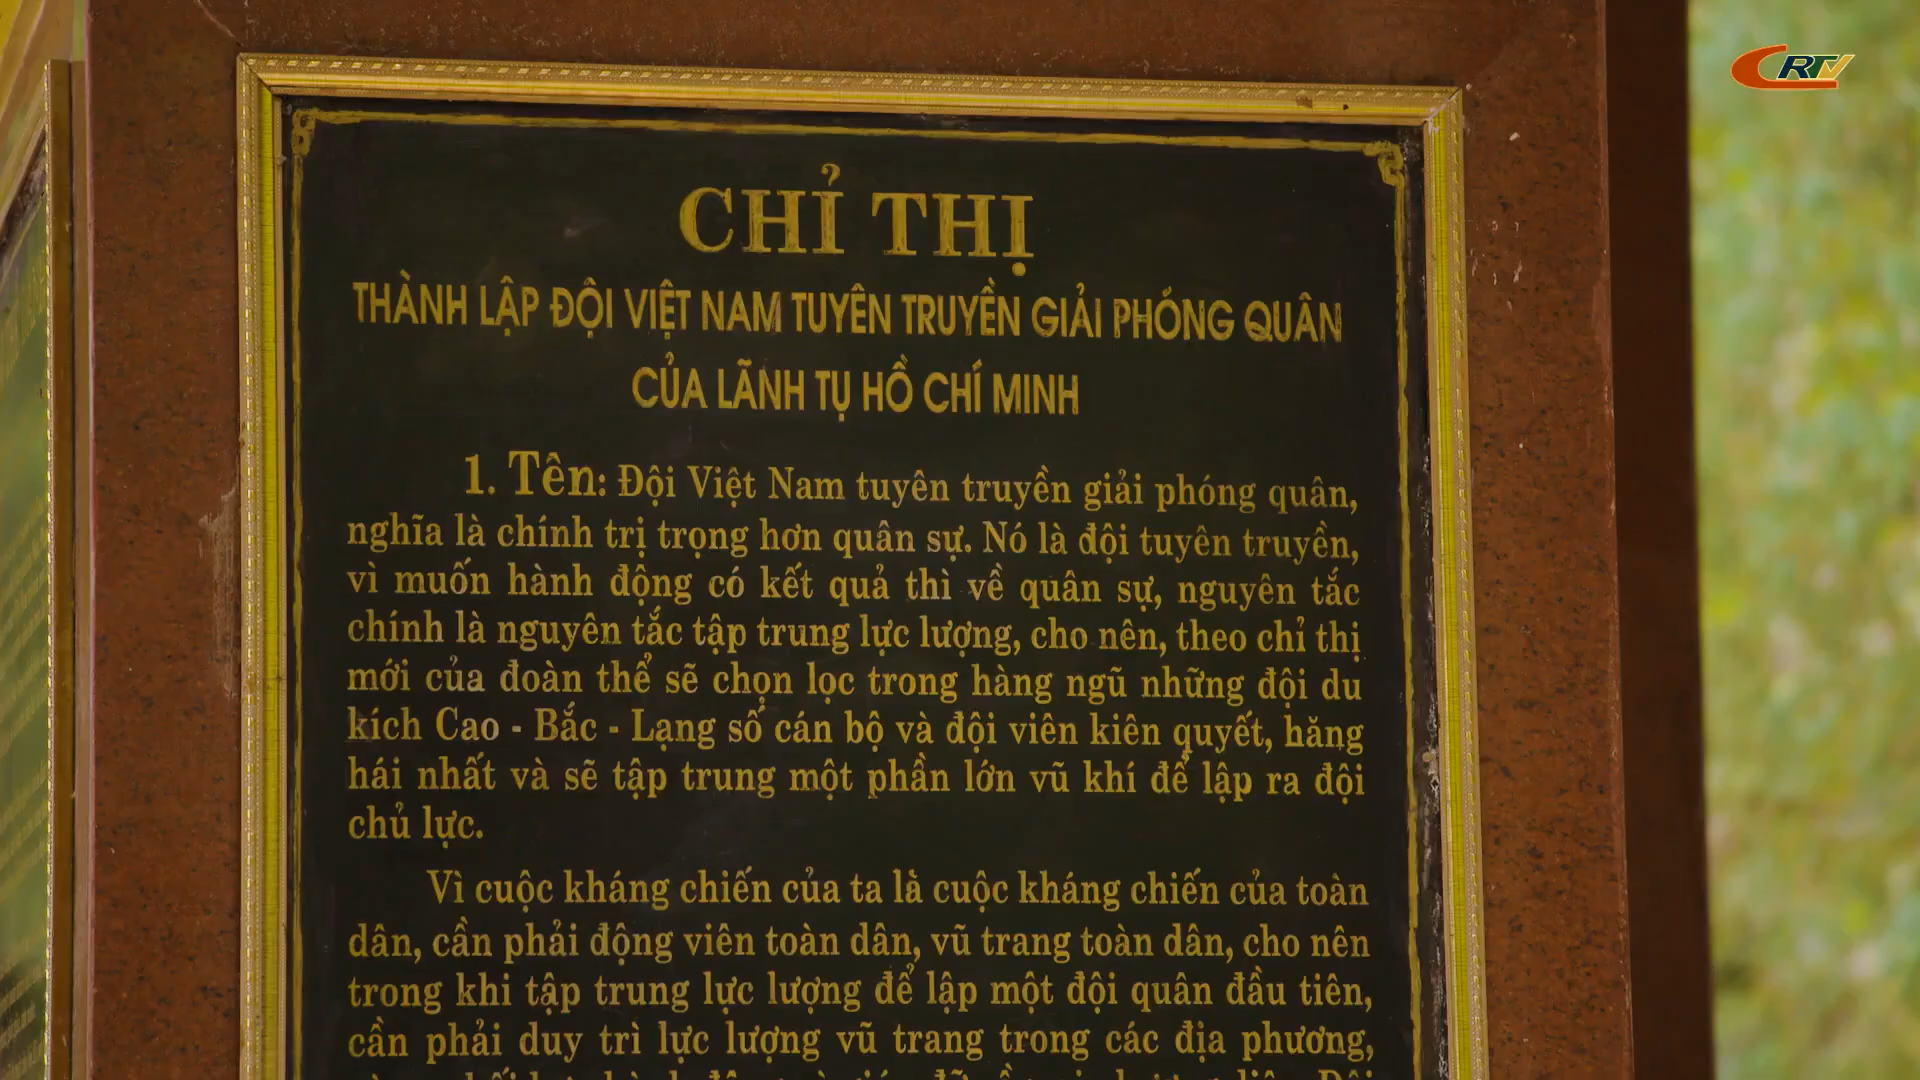 CRTV
CHỈ THỊ
THÀNH LẬP ĐỘI VIỆT NAM TUYÊN TRUYỀN GIẢI PHÓNG QUÂN
CỦA LÃNH TỤ HỒ CHÍ MINH
1. Tên: Đội Việt Nam tuyên truyền giải phóng quân,
nghĩa là chính trị trọng hơn quân sự. Nó là đội tuyên truyền,
vì muốn hành động có kết quả thì về quân sự, nguyên tắc
chính là nguyên tắc tập trung lực lượng, cho nên, theo chỉ thị
mới của đoàn thể sẽ chọn lọc trong hàng ngũ những đội du
kích Cao - Bắc - Lạng số cán bộ và đội viên kiên quyết, hăng
hái nhất và sẽ tập trung một phần lớn vũ khí để lập ra đội
chủ lực.
Vì cuộc kháng chiến của ta là cuộc kháng chiến của toàn
dân, cần phải động viên toàn dân, vũ trang toàn dân, cho nên
trong khi tập trung lực lượng để lập một đội quân đầu tiên,
cần phải duy trì lực lượng vũ trang trong các địa phương,